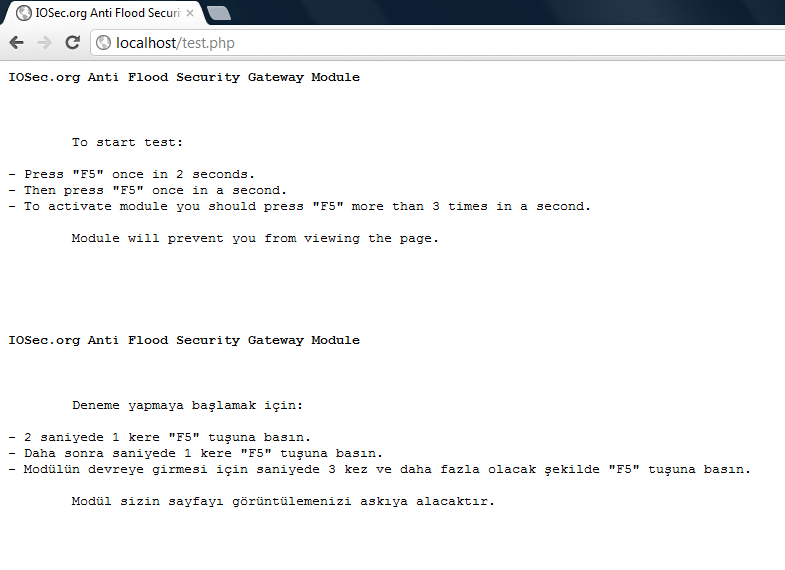 IOSec.org Anti Flood Securi
localhost/test.php
IOSec.org Anti Flood Security Gateway Module
To start test:
- Press "F5" once in 2 seconds.
- Then press "F5" once in a second.
- To activate module you should press "F5" more than 3 times in a second.
Module will prevent you from viewing the page.
IOSec.org Anti Flood Security Gateway Module
Deneme yapmaya başlamak için:
- 2 saniyede 1 kere "F5" tuşuna basın.
- Daha sonra saniyede 1 kere "F5" tuşuna basın.
- Modülün devreye girmesi için saniyede 3 kez ve daha fazla olacak şekilde "F5" tuşuna basın.
Modül sizin sayfayı görüntülemenizi askıya alacaktır.